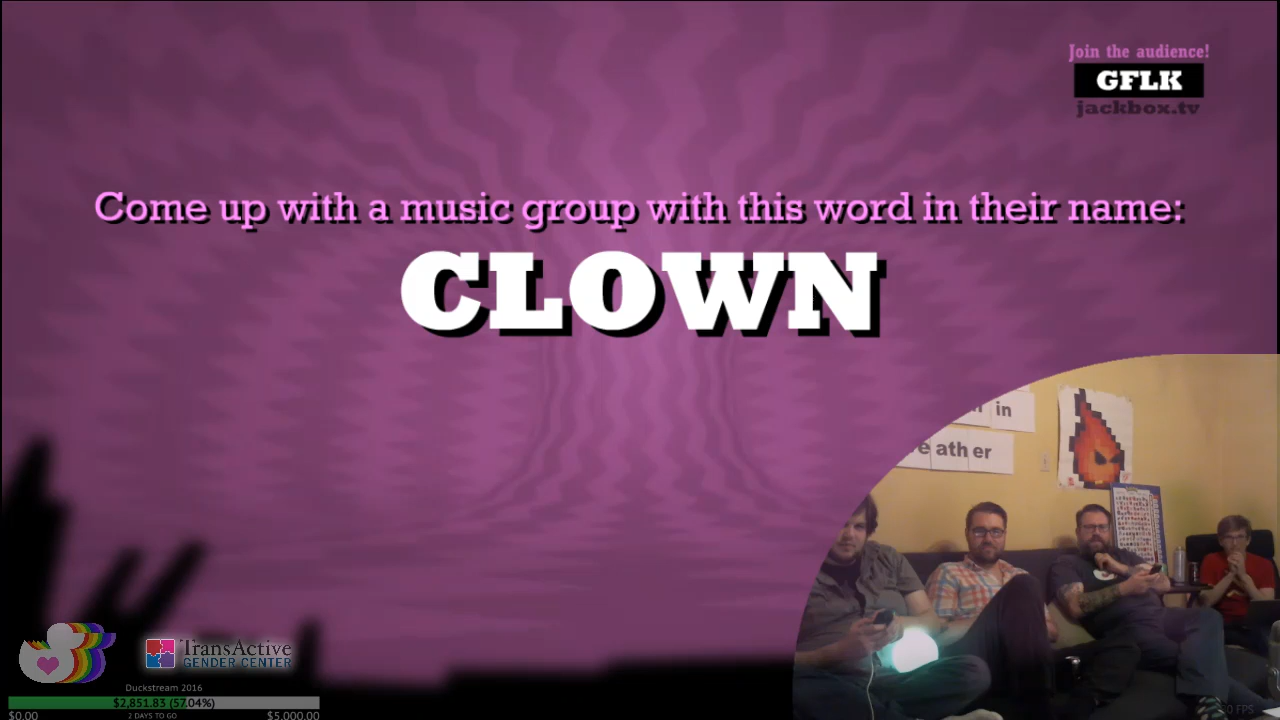 Join the audience!
GFLK
jackbox.tv
Come up with a music group with this word in their name:
CLOWN
in
e ather
TransActive
GENDER CENTER
Duckstream 2016
$2,851.83 (57.04%)
$0.00 2 DAYS TO GO $5,000.00